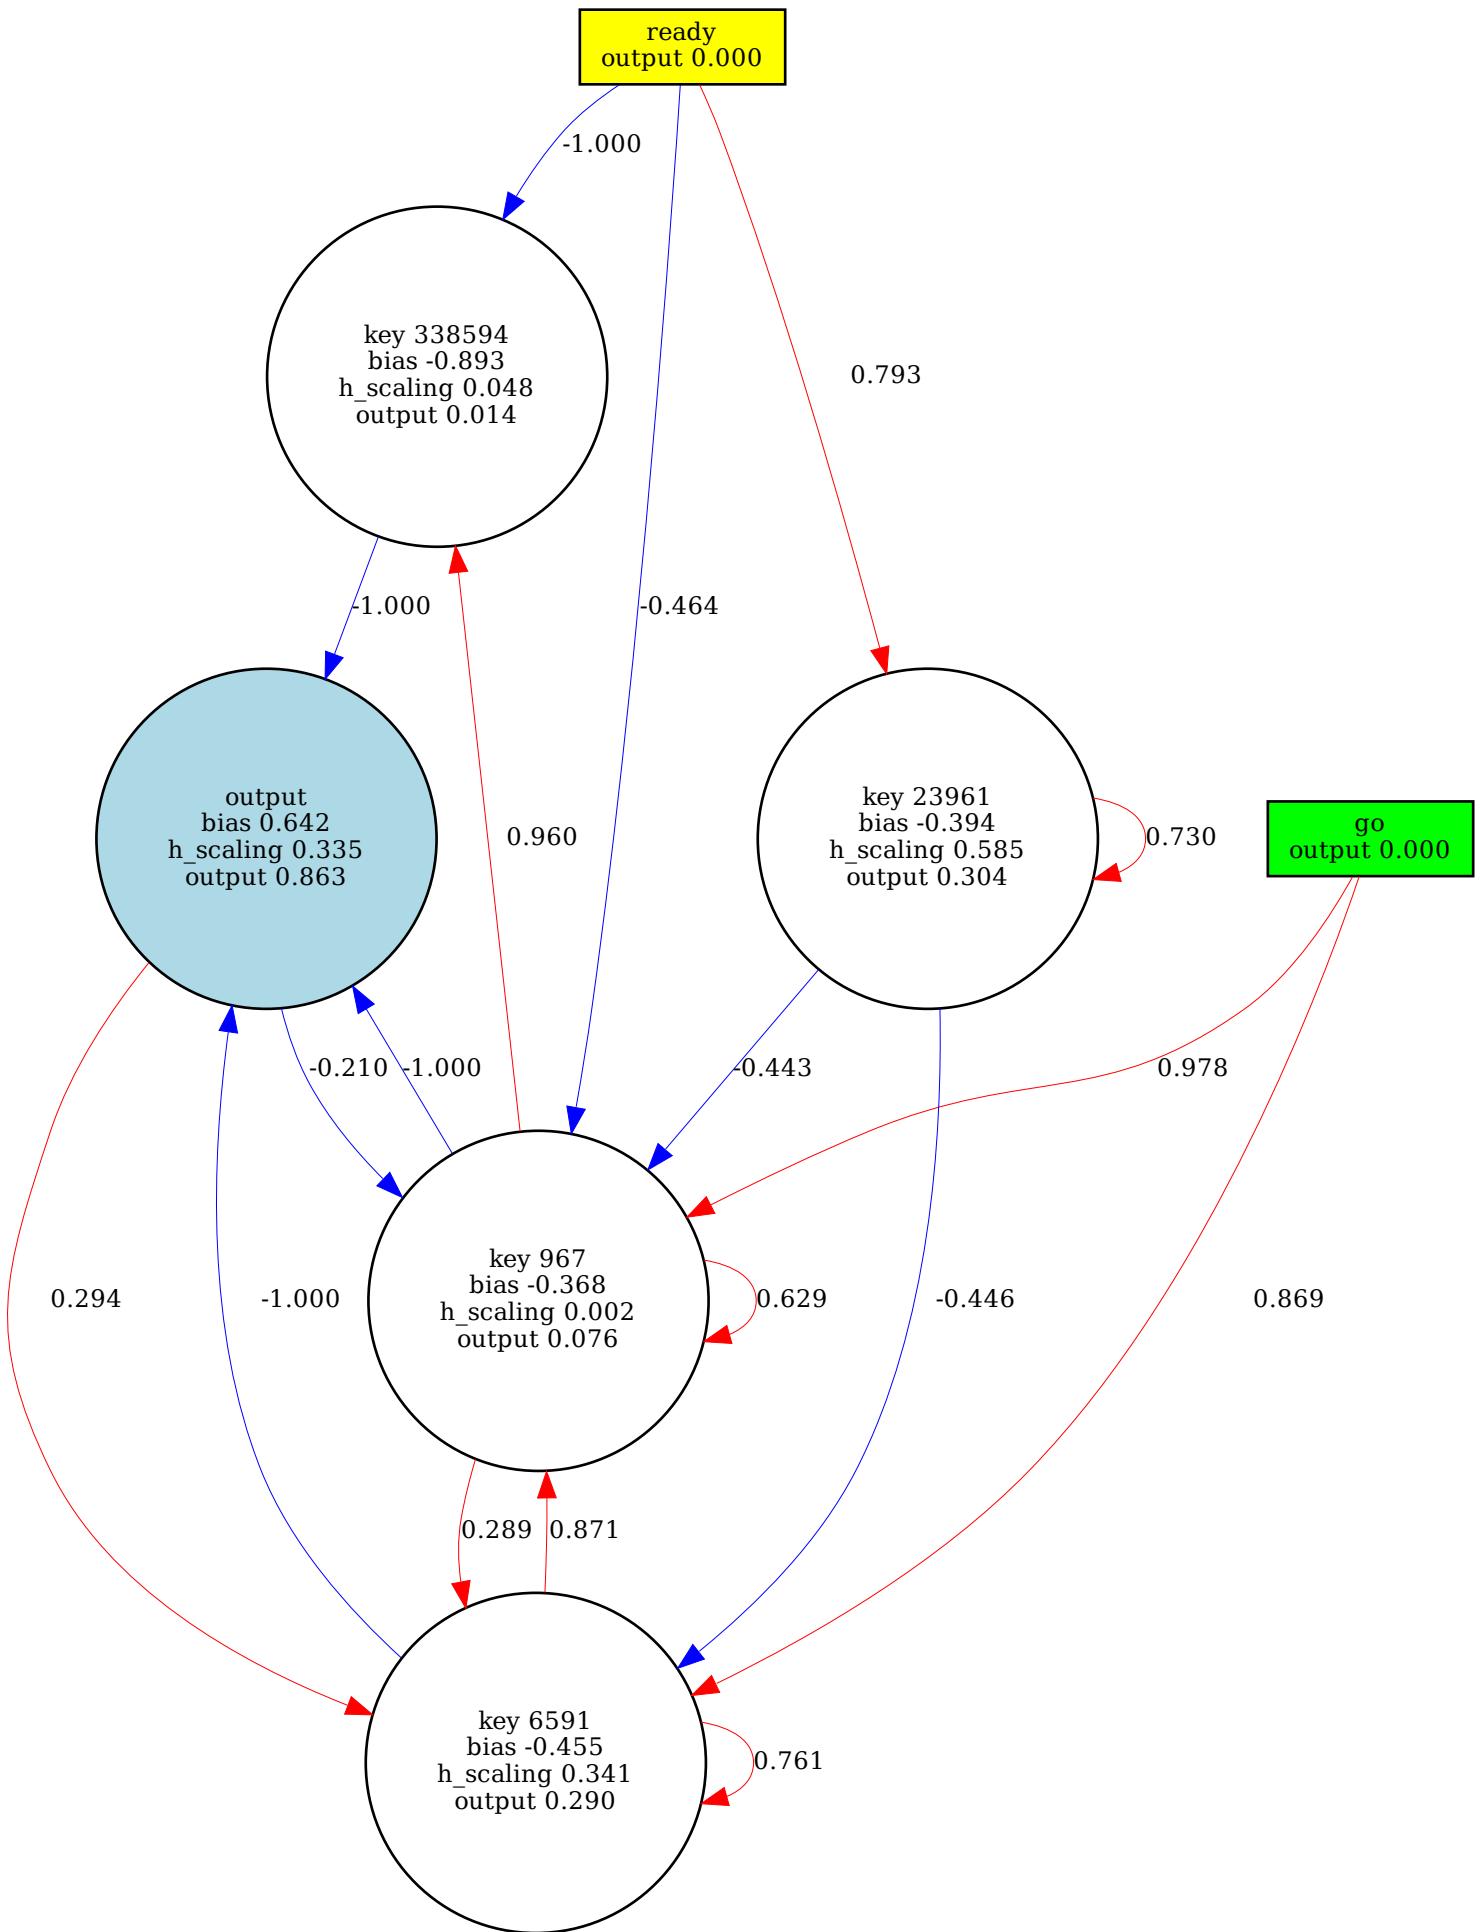 ready
output 0.000
-1.000
key 338594
bias -0.893
h_scaling 0.048
output 0.014
0.793
-1.000
-0.464
output
bias 0.642
h_scaling 0.335
output 0.863
0.960
key 23961
bias -0.394
h_scaling 0.585
output 0.304
0.730
go
output 0.000
-0.210
-1.000
-0.443
0.978
0.294
-1.000
key 967
bias -0.368
h_scaling 0.002
output 0.076
0.629
-0.446
0.869
0.289
0.871
key 6591
bias -0.455
h_scaling 0.341
output 0.290
0.761